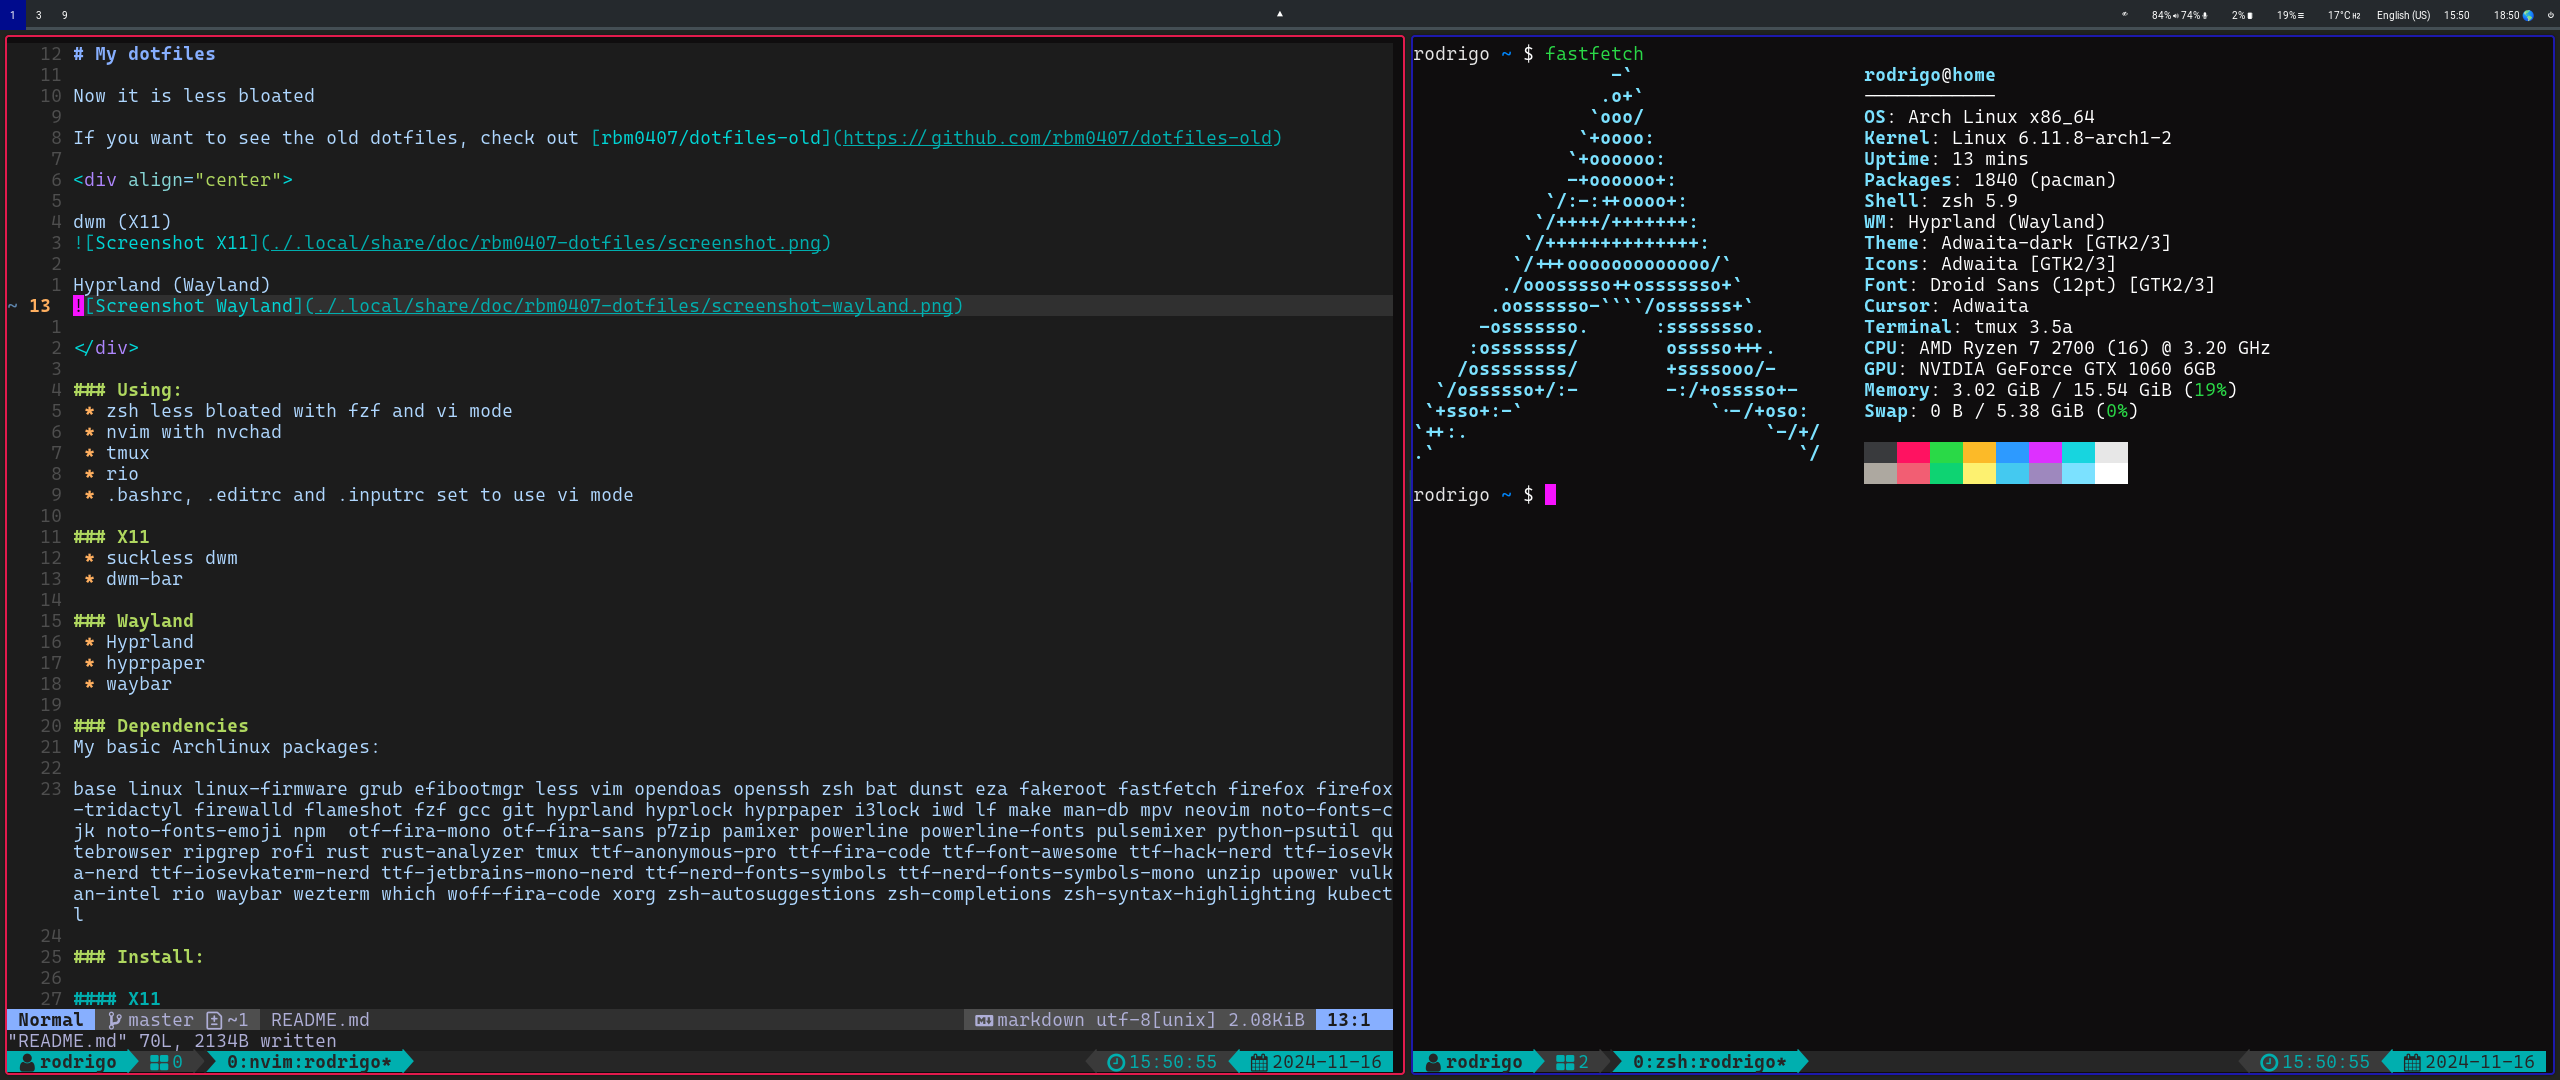 1 3 9 ▲ 84% 74% 2% 19% 17°C English (US) 15:50 18:50
12 # My dotfiles
11
10 Now it is less bloated
9
8 If you want to see the old dotfiles, check out [rbm0407/dotfiles-old](https://github.com/rbm0407/dotfiles-old)
7
6 <div align="center">
5
4 dwm (X11)
3 ![Screenshot X11](./.local/share/doc/rbm0407-dotfiles/screenshot.png)
2
1 Hyprland (Wayland)
~ 13 ![Screenshot Wayland](./.local/share/doc/rbm0407-dotfiles/screenshot-wayland.png)
1
2 </div>
3
4 ### Using:
5 * zsh less bloated with fzf and vi mode
6 * nvim with nvchad
7 * tmux
8 * rio
9 * .bashrc, .editrc and .inputrc set to use vi mode
10
11 ### X11
12 * suckless dwm
13 * dwm-bar
14
15 ### Wayland
16 * Hyprland
17 * hyprpaper
18 * waybar
19
20 ### Dependencies
21 My basic Archlinux packages:
22
23 base linux linux-firmware grub efibootmgr less vim opendoas openssh zsh bat dunst eza fakeroot fastfetch firefox firefox
-tridactyl firewalld flameshot fzf gcc git hyprland hyprlock hyprpaper i3lock iwd lf make man-db mpv neovim noto-fonts-c
jk noto-fonts-emoji npm  otf-fira-mono otf-fira-sans p7zip pamixer powerline powerline-fonts pulsemixer python-psutil qu
tebrowser ripgrep rofi rust rust-analyzer tmux ttf-anonymous-pro ttf-fira-code ttf-font-awesome ttf-hack-nerd ttf-iosevk
a-nerd ttf-iosevkaterm-nerd ttf-jetbrains-mono-nerd ttf-nerd-fonts-symbols ttf-nerd-fonts-symbols-mono unzip upower vulk
an-intel rio waybar wezterm which woff-fira-code xorg zsh-autosuggestions zsh-completions zsh-syntax-highlighting kubect
l
24
25 ### Install:
26
27 #### X11
Normal master ~1 README.md markdown utf-8[unix] 2.08KiB 13:1
"README.md" 70L, 2134B written
rodrigo 0 0:nvim:rodrigo* 15:50:55 2024-11-16
rodrigo ~ $ fastfetch
-`
.o+`
`ooo/
`+oooo:
`+oooooo:
-+oooooo+:
`/:-:++oooo+:
`/++++/+++++++:
`/++++++++++++++:
`/+++ooooooooooooo/`
./ooosssso++osssssso+`
.oossssso-````/ossssss+`
-osssssso.      :ssssssso.
:osssssss/        osssso+++.
/ossssssss/        +ssssooo/-
`/ossssso+/:-        -:/+osssso+-
`+sso+:-`                 `.-/+oso:
`++:.                           `-/+/
.`                                 `/
rodrigo@home
------------
OS: Arch Linux x86_64
Kernel: Linux 6.11.8-arch1-2
Uptime: 13 mins
Packages: 1840 (pacman)
Shell: zsh 5.9
WM: Hyprland (Wayland)
Theme: Adwaita-dark [GTK2/3]
Icons: Adwaita [GTK2/3]
Font: Droid Sans (12pt) [GTK2/3]
Cursor: Adwaita
Terminal: tmux 3.5a
CPU: AMD Ryzen 7 2700 (16) @ 3.20 GHz
GPU: NVIDIA GeForce GTX 1060 6GB
Memory: 3.02 GiB / 15.54 GiB (19%)
Swap: 0 B / 5.38 GiB (0%)
rodrigo ~ $
rodrigo 2 0:zsh:rodrigo* 15:50:55 2024-11-16